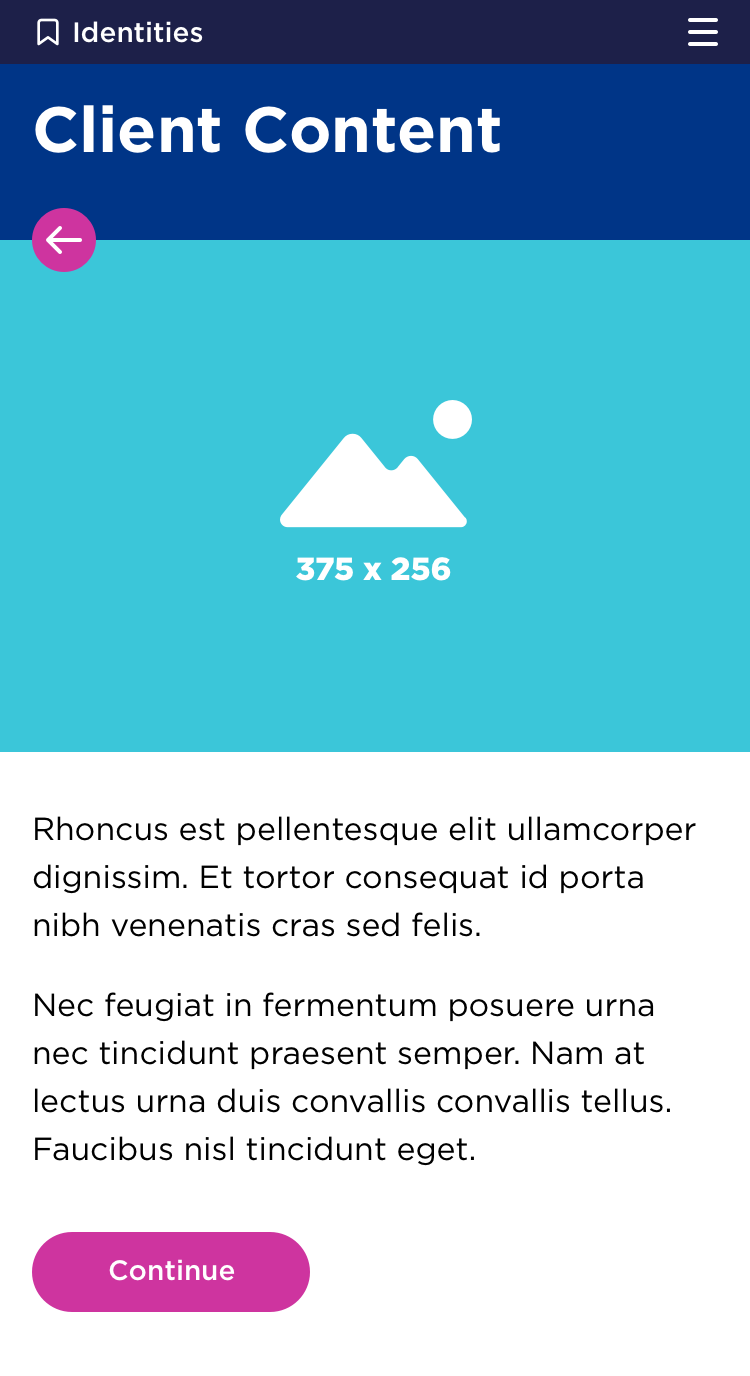 Identities
Client Content
375 x 256
Rhoncus est pellentesque elit ullamcorper
dignissim. Et tortor consequat id porta
nibh venenatis cras sed felis.
Nec feugiat in fermentum posuere urna
nec tincidunt praesent semper. Nam at
lectus urna duis convallis convallis tellus.
Faucibus nisl tincidunt eget.
Continue